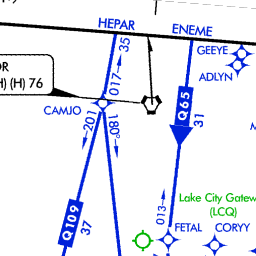 HEPAR
ENEME
GEEYE
ADLYN
35
017
OR
H) (H) 76
CAMJO
201
180°
Q65
31
Q109
37
013
Lake City Gatew
(LCQ)
FETAL
CORYY